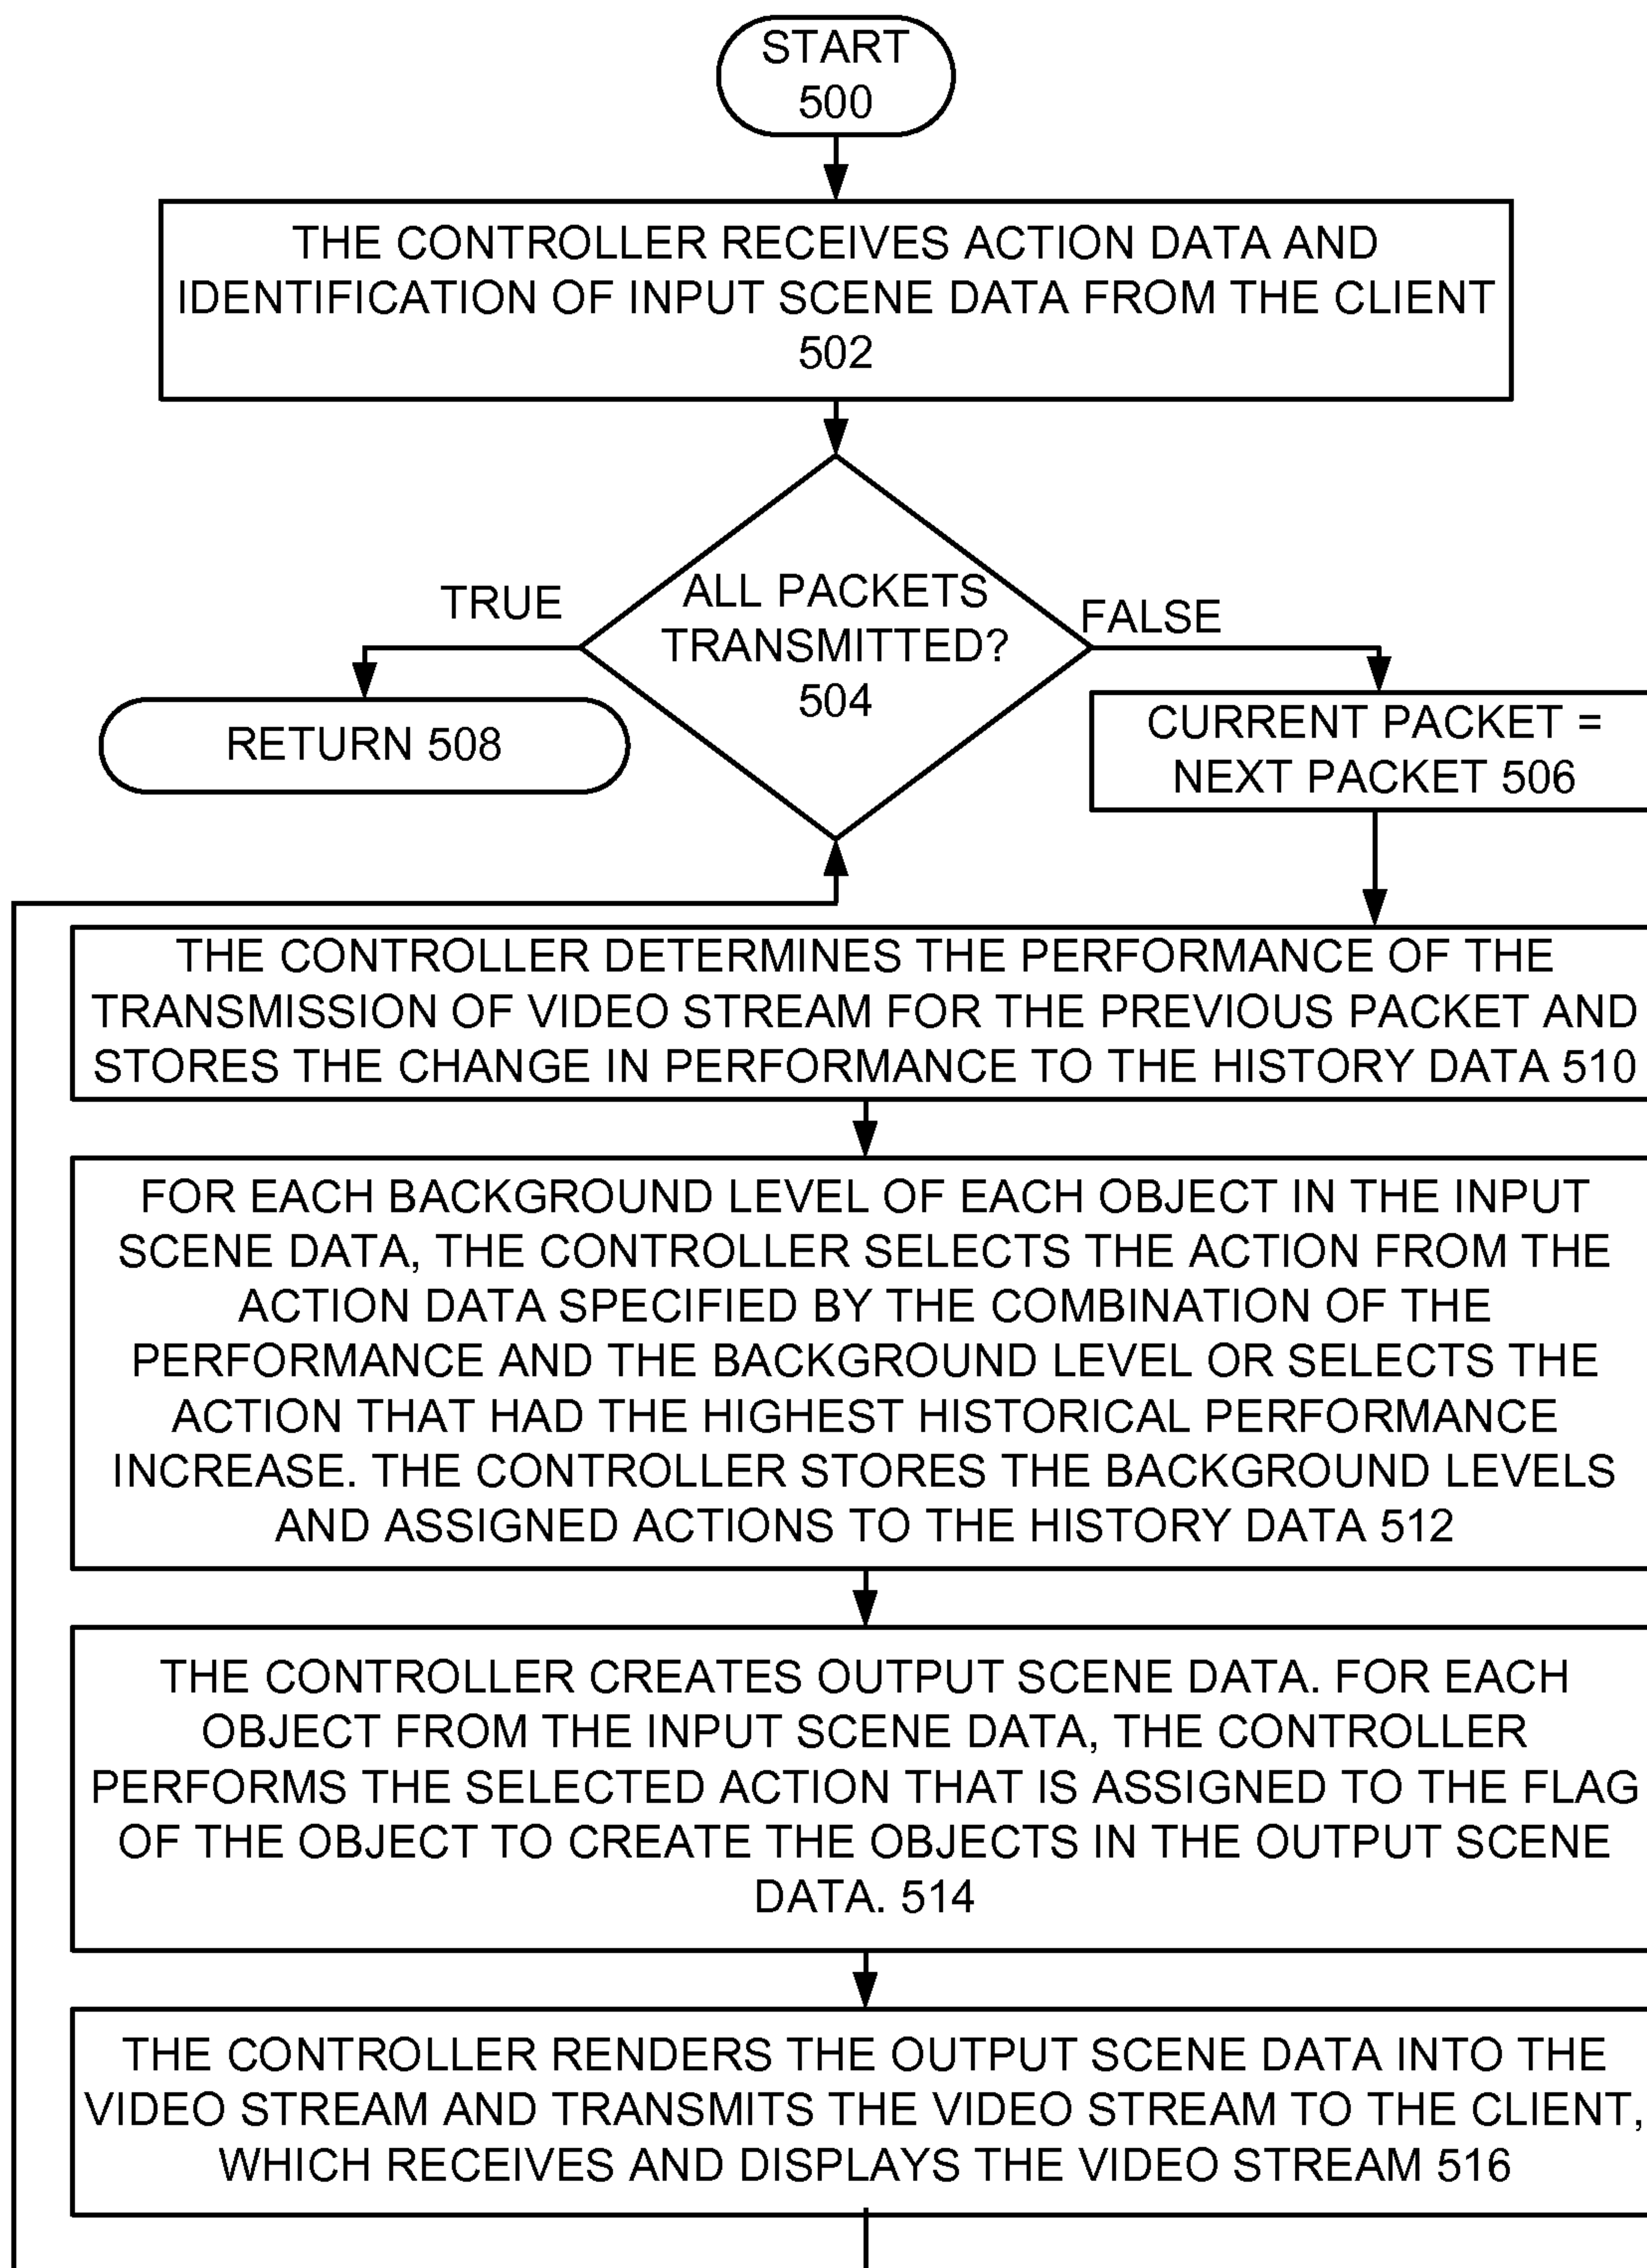 START
500
THE CONTROLLER RECEIVES ACTION DATA AND
IDENTIFICATION OF INPUT SCENE DATA FROM THE CLIENT
502
ALL PACKETS
TRANSMITTED?
504
TRUE
FALSE
RETURN 508
CURRENT PACKET =
NEXT PACKET 506
THE CONTROLLER DETERMINES THE PERFORMANCE OF THE
TRANSMISSION OF VIDEO STREAM FOR THE PREVIOUS PACKET AND
STORES THE CHANGE IN PERFORMANCE TO THE HISTORY DATA 510
FOR EACH BACKGROUND LEVEL OF EACH OBJECT IN THE INPUT
SCENE DATA, THE CONTROLLER SELECTS THE ACTION FROM THE
ACTION DATA SPECIFIED BY THE COMBINATION OF THE
PERFORMANCE AND THE BACKGROUND LEVEL OR SELECTS THE
ACTION THAT HAD THE HIGHEST HISTORICAL PERFORMANCE
INCREASE. THE CONTROLLER STORES THE BACKGROUND LEVELS
AND ASSIGNED ACTIONS TO THE HISTORY DATA 512
THE CONTROLLER CREATES OUTPUT SCENE DATA. FOR EACH
OBJECT FROM THE INPUT SCENE DATA, THE CONTROLLER
PERFORMS THE SELECTED ACTION THAT IS ASSIGNED TO THE FLAG
OF THE OBJECT TO CREATE THE OBJECTS IN THE OUTPUT SCENE
DATA. 514
THE CONTROLLER RENDERS THE OUTPUT SCENE DATA INTO THE
VIDEO STREAM AND TRANSMITS THE VIDEO STREAM TO THE CLIENT,
WHICH RECEIVES AND DISPLAYS THE VIDEO STREAM 516